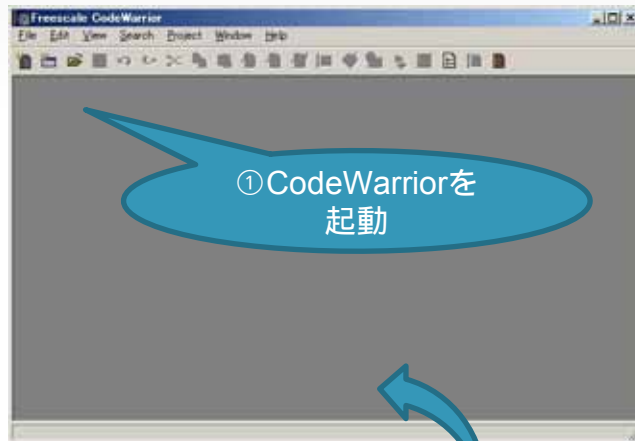 Freescale CodeWarrior
File Edit View Search Project Window Help
①CodeWarriorを
起動